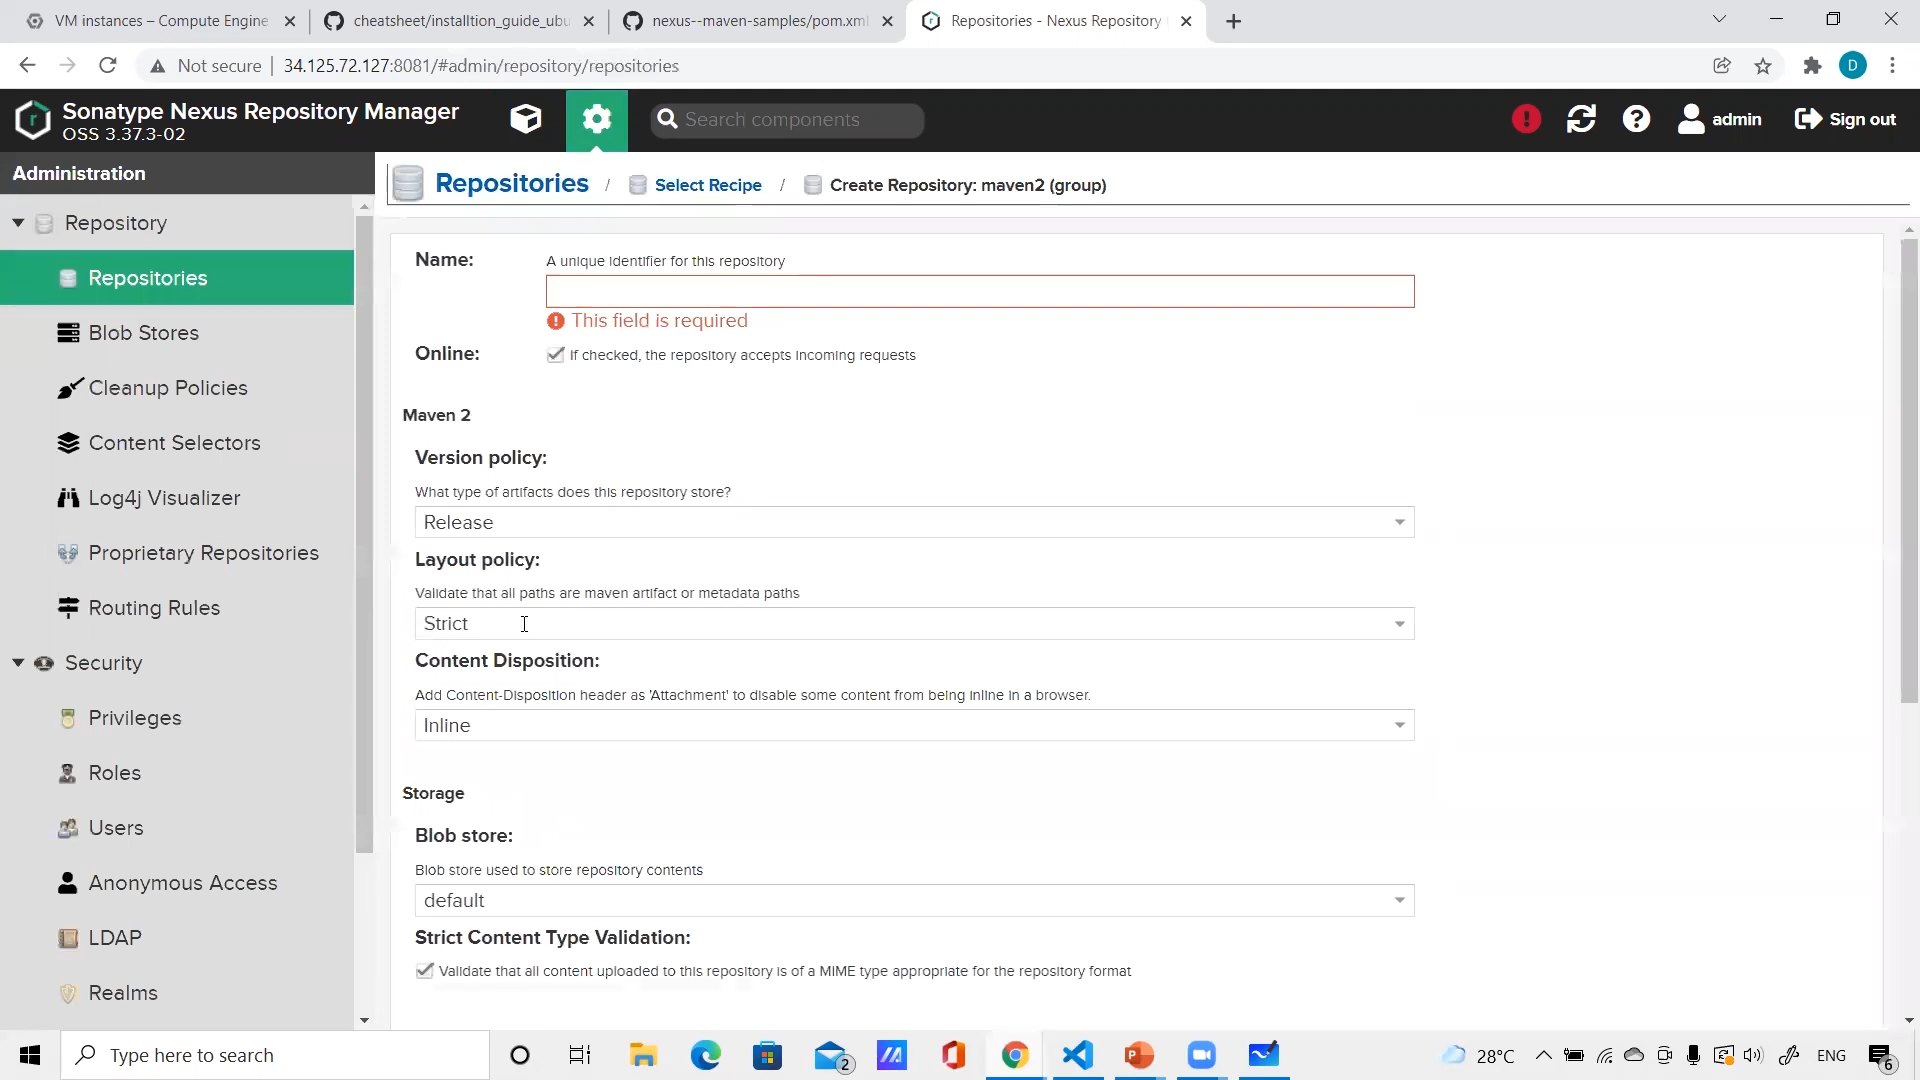 VM instances – Compute Engine
cheatsheet/installtion_guide_ubu
nexus--maven-samples/pom.xml
Repositories - Nexus Repository
Not secure
34.125.72.127:8081/#admin/repository/repositories
D
Sonatype Nexus Repository Manager
OSS 3.37.3-02
Search components
admin
Sign out
Administration
Repositories / Select Recipe / Create Repository: maven2 (group)
Repository
Repositories
Blob Stores
Cleanup Policies
Content Selectors
Log4j Visualizer
Proprietary Repositories
Routing Rules
Security
Privileges
Roles
Users
Anonymous Access
LDAP
Realms
Name:
A unique identifier for this repository
This field is required
Online:
If checked, the repository accepts incoming requests
Maven 2
Version policy:
What type of artifacts does this repository store?
Release
Layout policy:
Validate that all paths are maven artifact or metadata paths
Strict
Content Disposition:
Add Content-Disposition header as 'Attachment' to disable some content from being inline in a browser.
Inline
Storage
Blob store:
Blob store used to store repository contents
default
Strict Content Type Validation:
Validate that all content uploaded to this repository is of a MIME type appropriate for the repository format
Type here to search
2
28°C
ENG
6